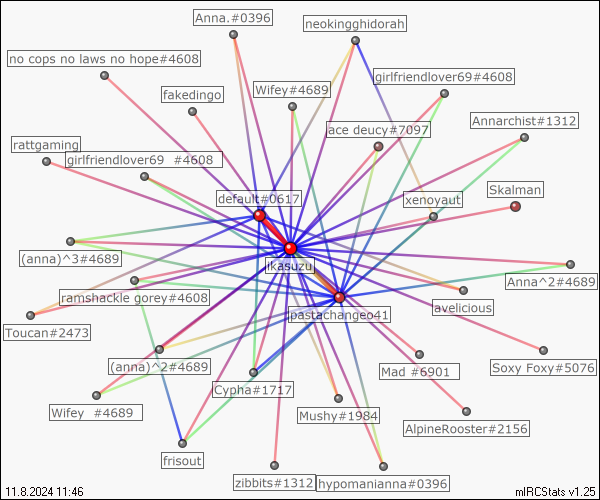 Anna.#0396
neokingghidorah
no cops no laws no hope#4608
girlfriendlover69#4608
fakedingo
Wifey#4689
Annarchist#1312
ace deucy#7097
rattgaming
girlfriendlover69 #4608
Skalman
default#0617
xenoyaut
(anna)^3#4689
ikasuzu
Anna^2#4689
ramshackle gorey#4608
avelicious
pastachangeo41
Toucan#2473
(anna)^2#4689
Soxy Foxy#5076
Mad #6901
Cypha#1717
Wifey #4689
Mushy#1984
AlpineRooster#2156
frisout
zibbits#1312
hypomanianna#0396
11.8.2024 11:46
mIRCStats v1.25